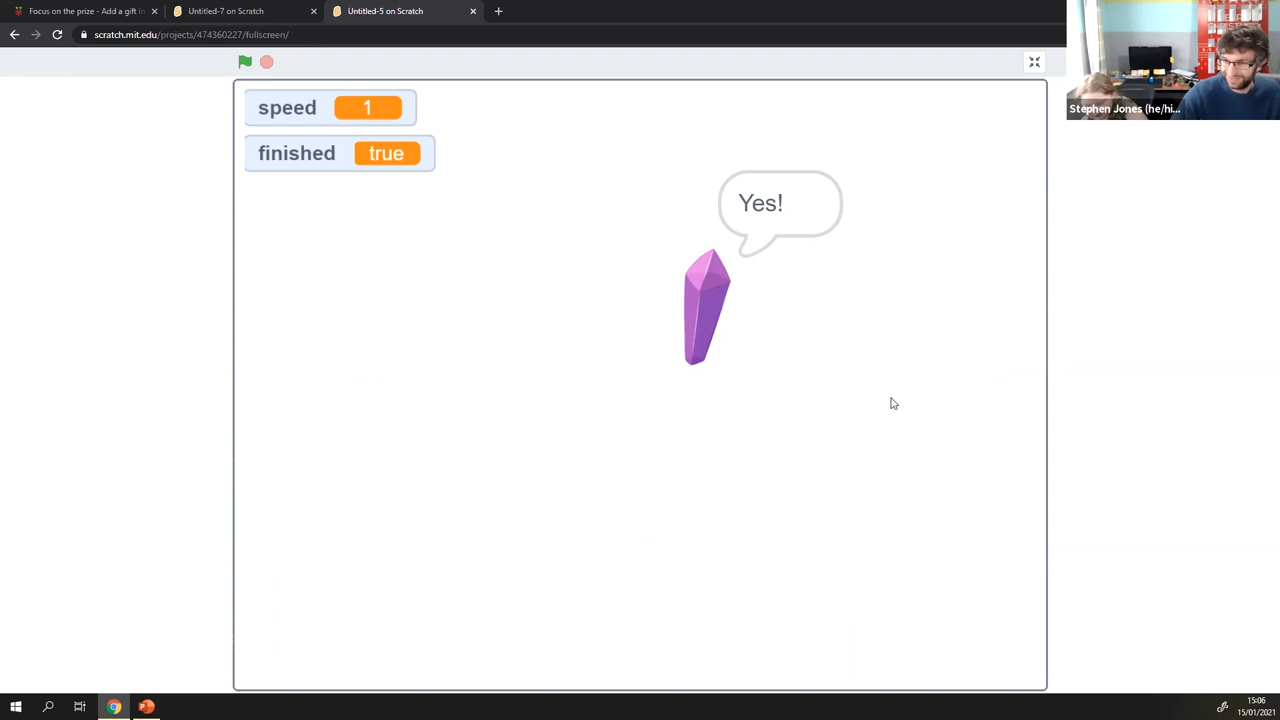 Focus on the prize - Add a gift in
Untitled-7 on Scratch
Untitled-5 on Scratch
scratch.mit.edu/projects/474360227/fullscreen/
Stephen Jones (he/hi...
speed 1
finished true
Yes!
15:06
15/01/2021